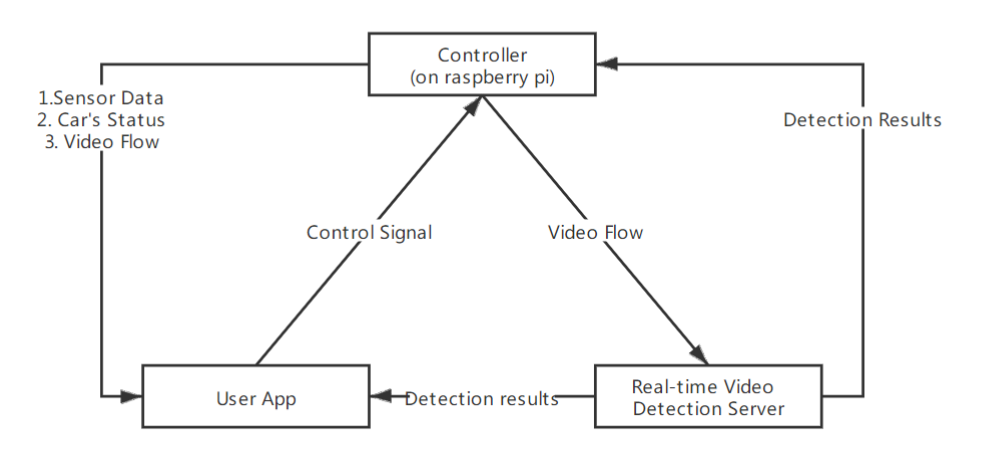 Controller
(on raspberry pi)
1.Sensor Data
2. Car's Status
3. Video Flow
Detection Results
Control Signal
Video Flow
User App
Detection results
Real-time Video
Detection Server